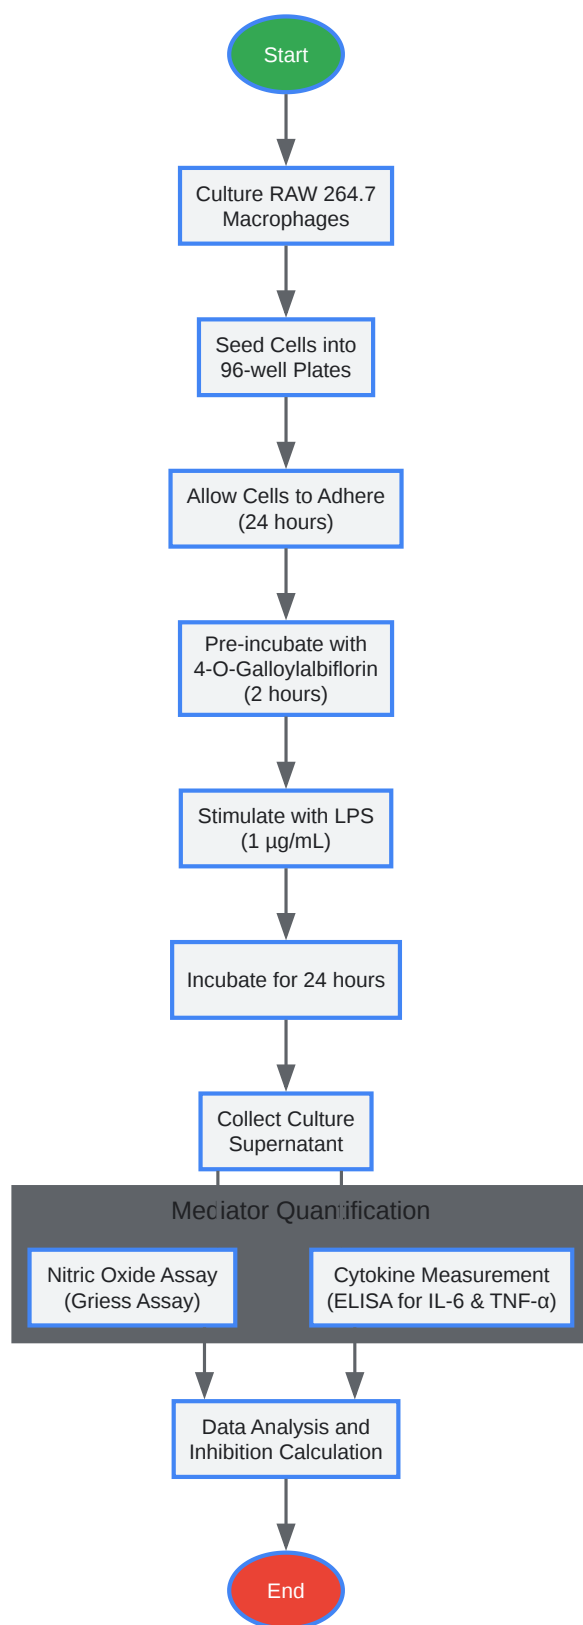 Start
Culture RAW 264.7
Macrophages
Seed Cells into
96-well Plates
Allow Cells to Adhere
(24 hours)
Pre-incubate with
4-O-Galloylalbiflorin
(2 hours)
Stimulate with LPS
(1 µg/mL)
Incubate for 24 hours
Collect Culture
Supernatant
Mediator Quantification
Nitric Oxide Assay
(Griess Assay)
Cytokine Measurement
(ELISA for IL-6 & TNF-α)
Data Analysis and
Inhibition Calculation
End